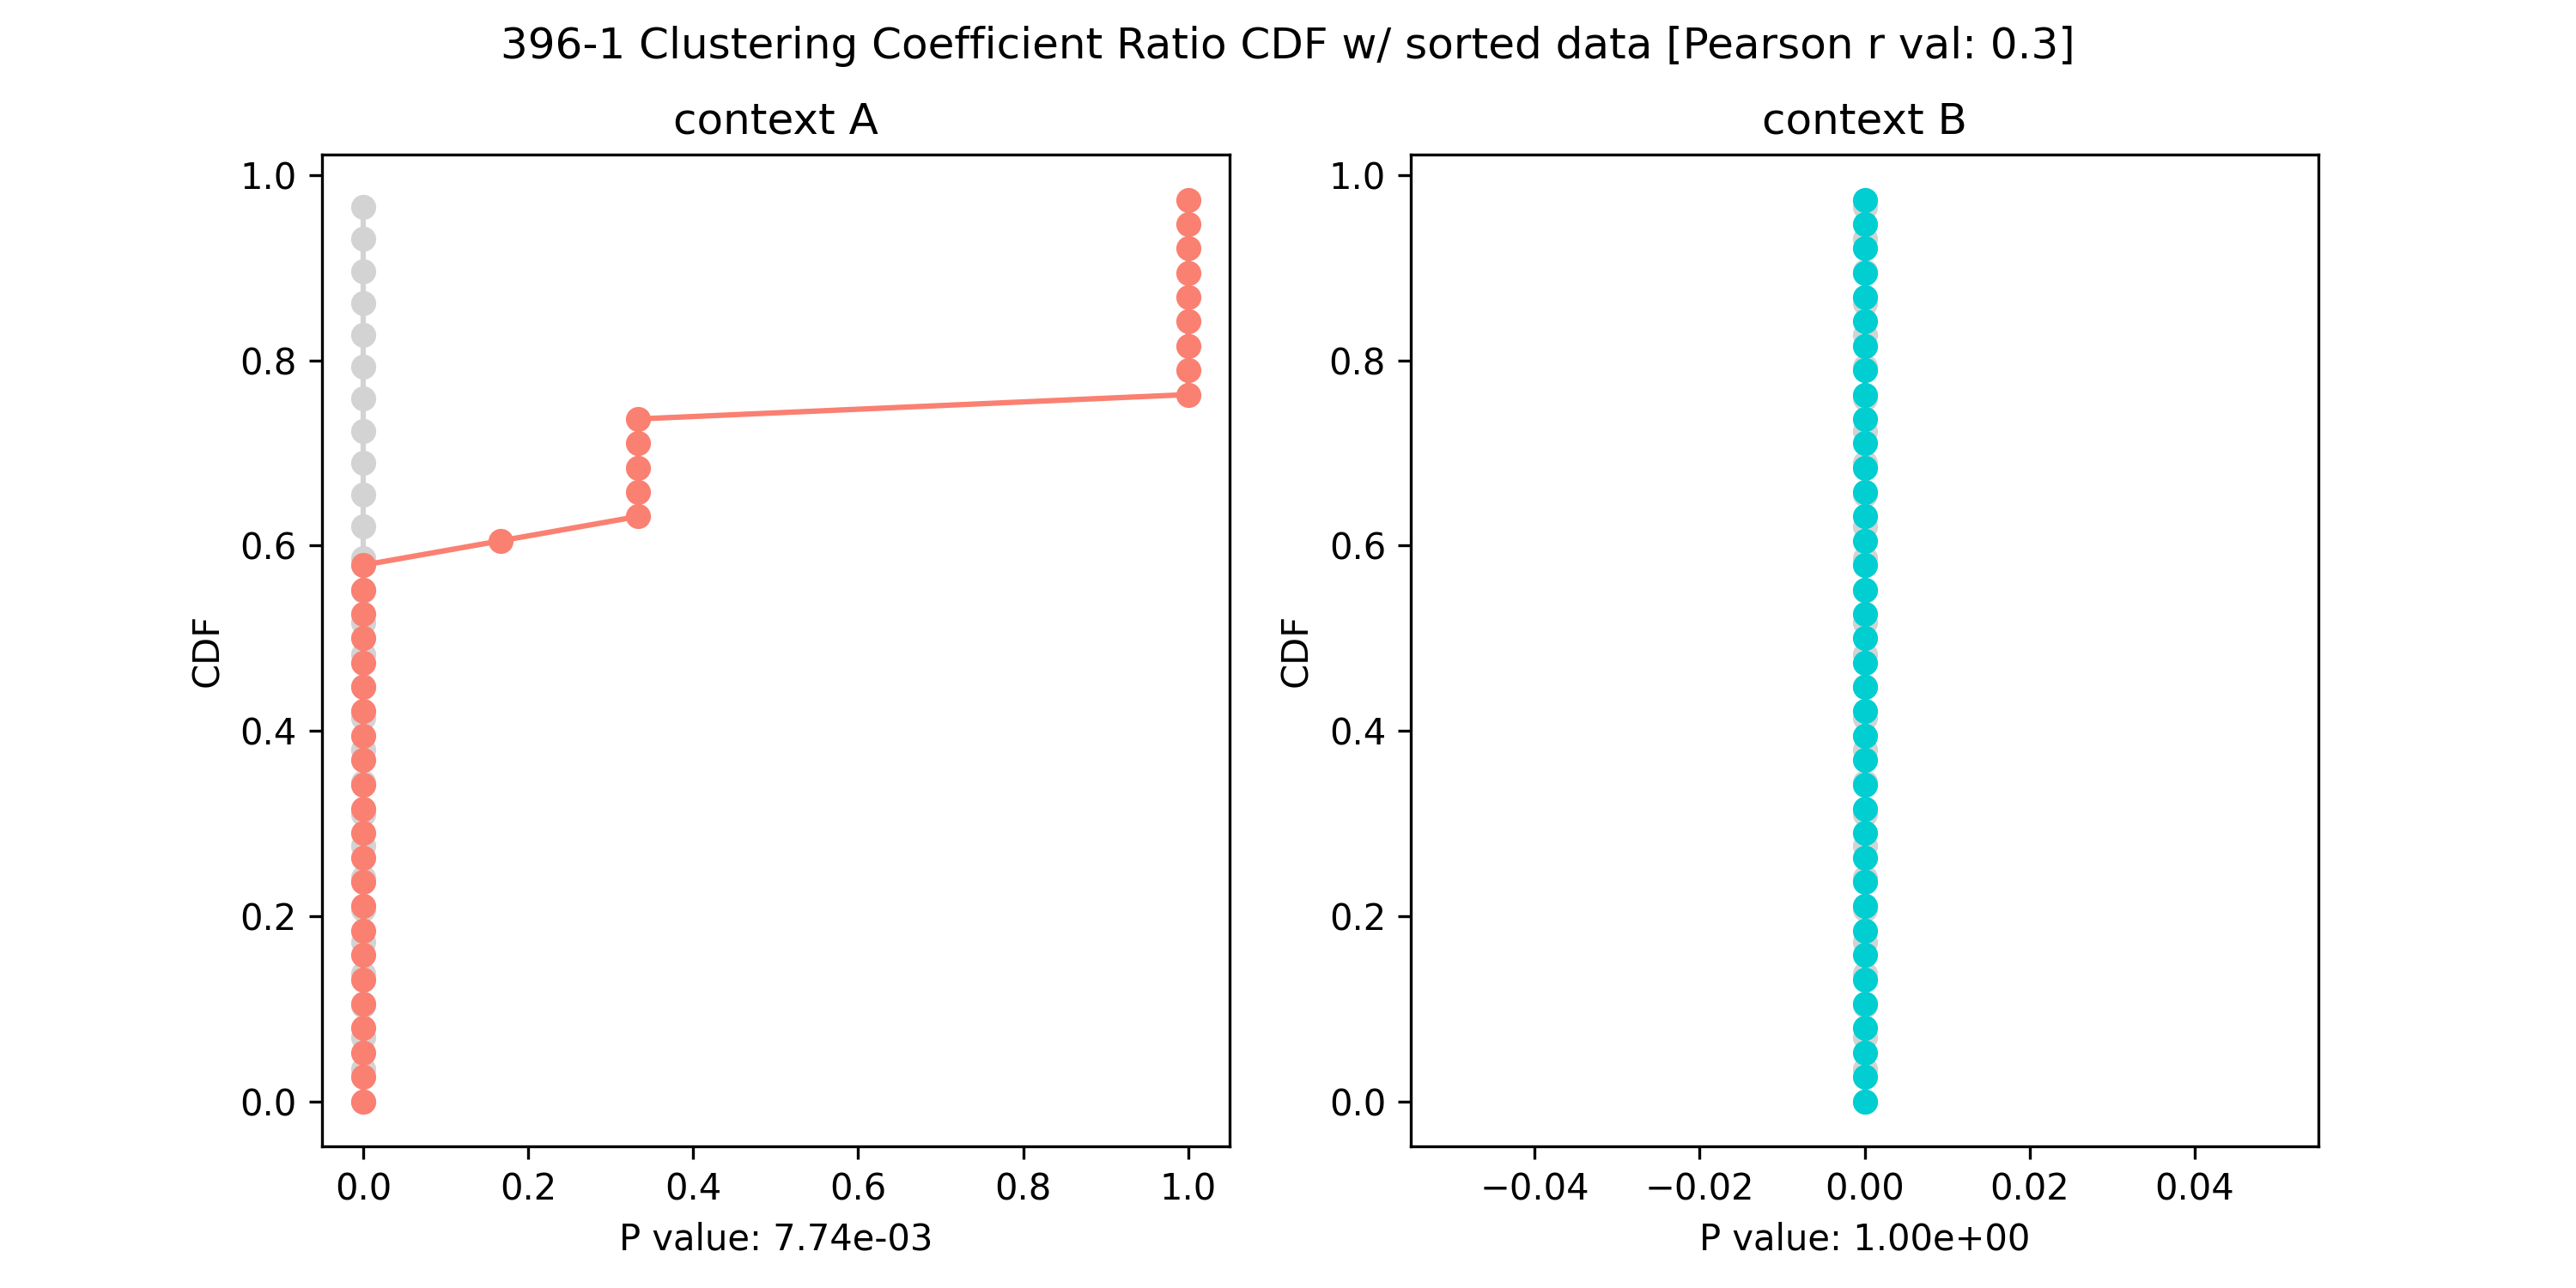 396-1 Clustering Coefficient Ratio CDF w/ sorted data [Pearson r val: 0.3]
context A
CDF
1.0
0.8
0.6
0.4
0.2
0.0
0.0 0.2 0.4 0.6 0.8 1.0
P value: 7.74e-03
context B
CDF
1.0
0.8
0.6
0.4
0.2
0.0
−0.04 −0.02 0.00 0.02 0.04
P value: 1.00e+00